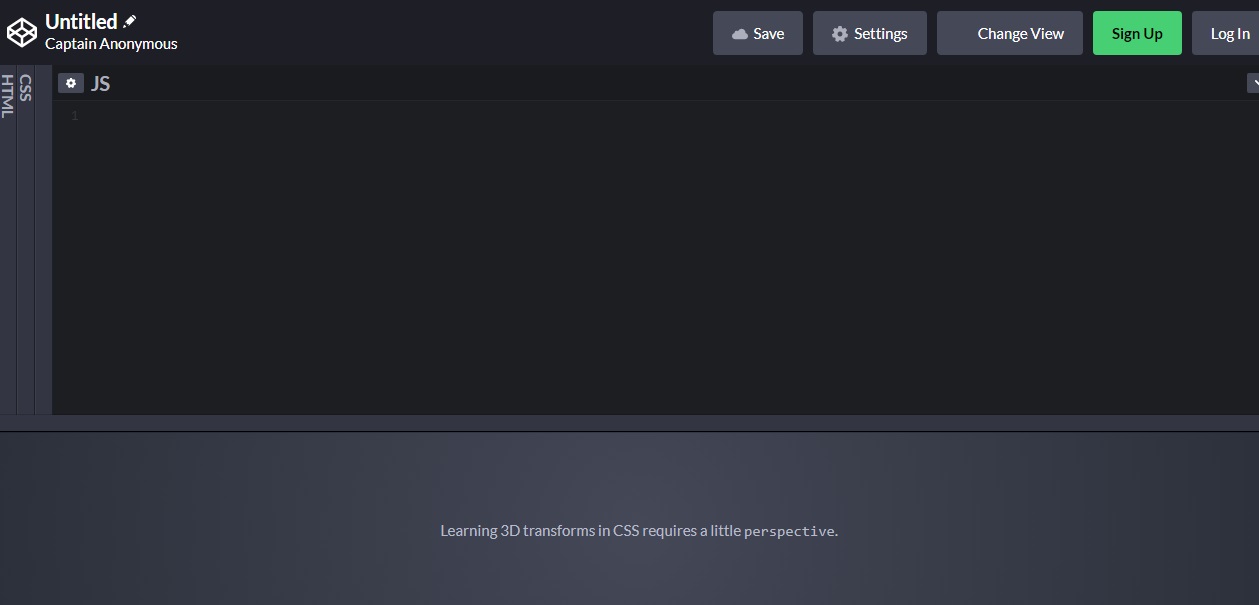 Untitled
Captain Anonymous
Save
Settings
Change View
Sign Up
Log In
HTML
CSS
JS
1
Learning 3D transforms in CSS requires a little perspective.